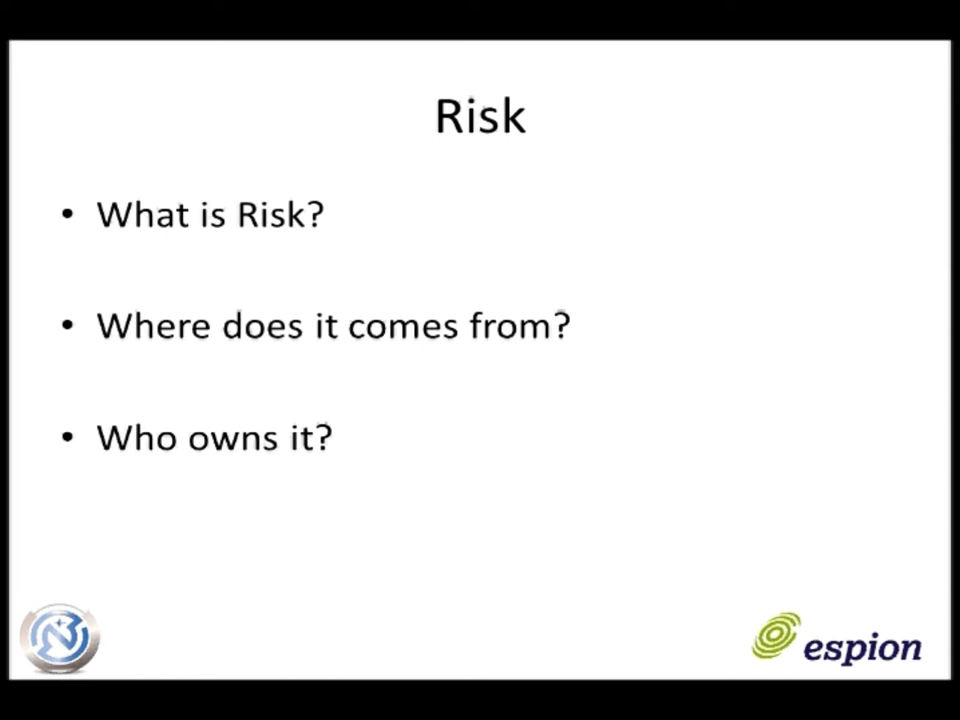 Risk
• What is Risk?
• Where does it comes from?
• Who owns it?
espion